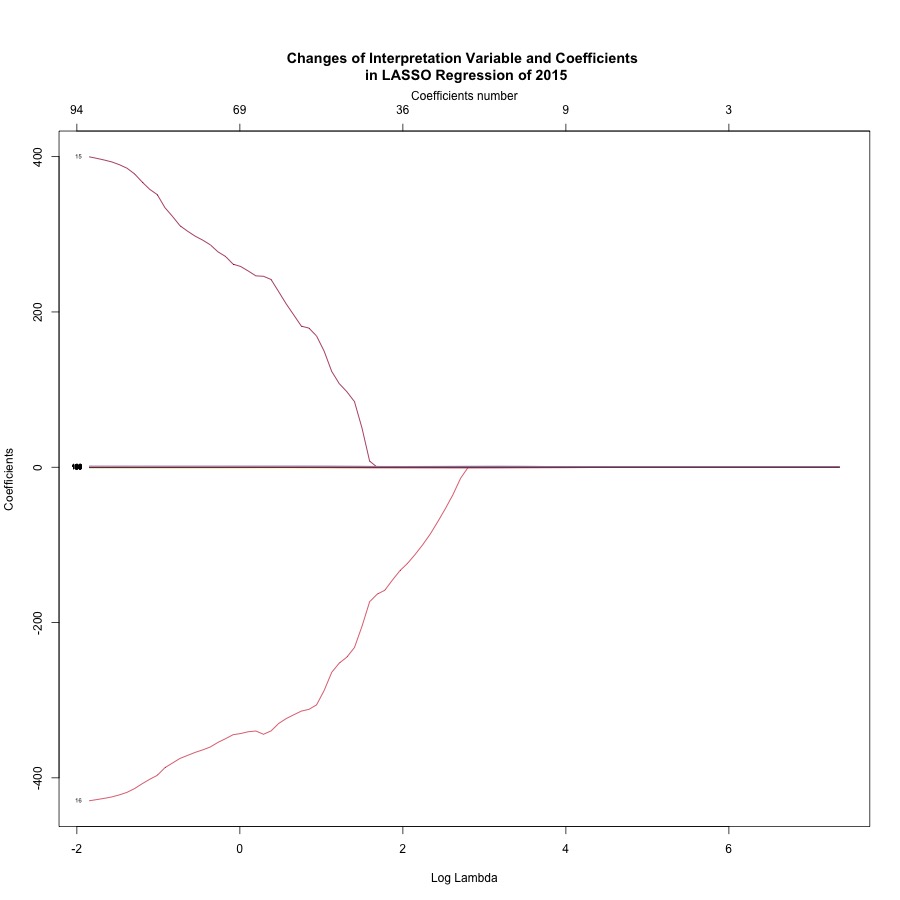 Changes of Interpretation Variable and Coefficients
in LASSO Regression of 2015
Coefficients number
94 69 36 9 3
400
200
0
-200
-400
15
16
Coefficients
-2 0 2 4 6
Log Lambda